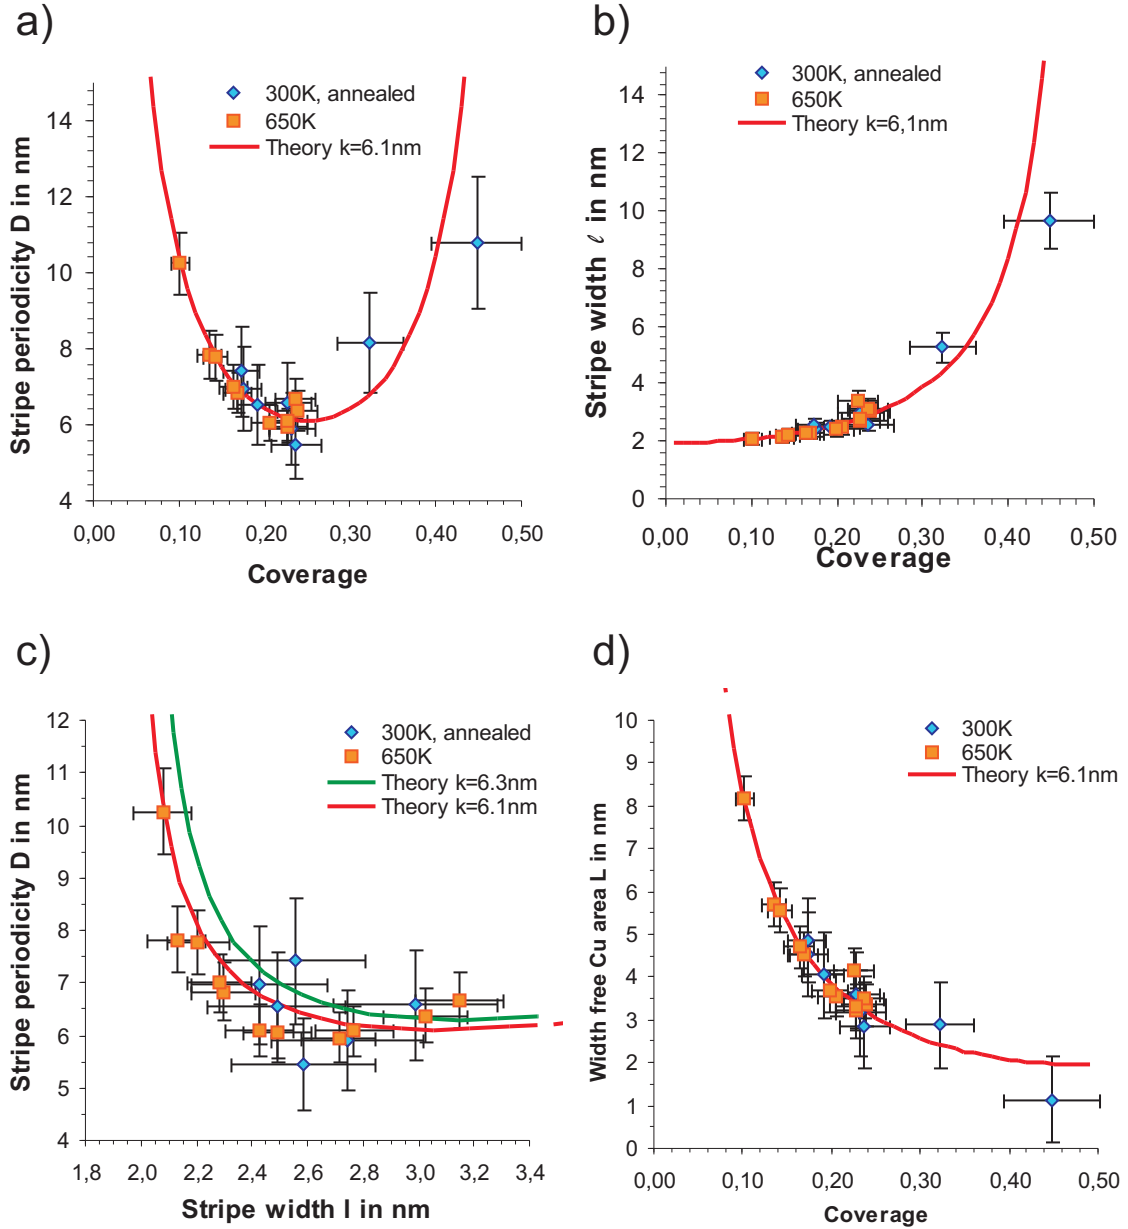 a)
300K, annealed
650K
Theory k=6.1nm
Stripe periodicity D in nm
14
12
10
8
6
4
0,00 0,10 0,20 0,30 0,40 0,50
Coverage
b)
300K, annealed
650K
Theory k=6,1nm
Stripe width ℓ in nm
14
12
10
8
6
4
2
0
0,00 0,10 0,20 0,30 0,40 0,50
Coverage
c)
300K, annealed
650K
Theory k=6.3nm
Theory k=6.1nm
Stripe periodicity D in nm
12
11
10
9
8
7
6
5
4
1,8 2,0 2,2 2,4 2,6 2,8 3,0 3,2 3,4
Stripe width l in nm
d)
300K
650K
Theory k=6.1nm
Width free Cu area L in nm
10
9
8
7
6
5
4
3
2
1
0
0,00 0,10 0,20 0,30 0,40 0,50
Coverage